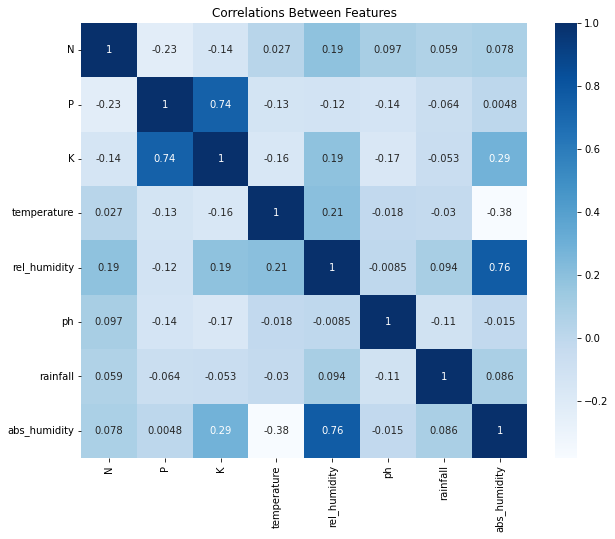 Correlations Between Features
N 1 -0.23 -0.14 0.027 0.19 0.097 0.059 0.078
P -0.23 1 0.74 -0.13 -0.12 -0.14 -0.064 0.0048
K -0.14 0.74 1 -0.16 0.19 -0.17 -0.053 0.29
temperature 0.027 -0.13 -0.16 1 0.21 -0.018 -0.03 -0.38
rel_humidity 0.19 -0.12 0.19 0.21 1 -0.0085 0.094 0.76
ph 0.097 -0.14 -0.17 -0.018 -0.0085 1 -0.11 -0.015
rainfall 0.059 -0.064 -0.053 -0.03 0.094 -0.11 1 0.086
abs_humidity 0.078 0.0048 0.29 -0.38 0.76 -0.015 0.086 1
N P K temperature rel_humidity ph rainfall abs_humidity
1.0
0.8
0.6
0.4
0.2
0.0
−0.2